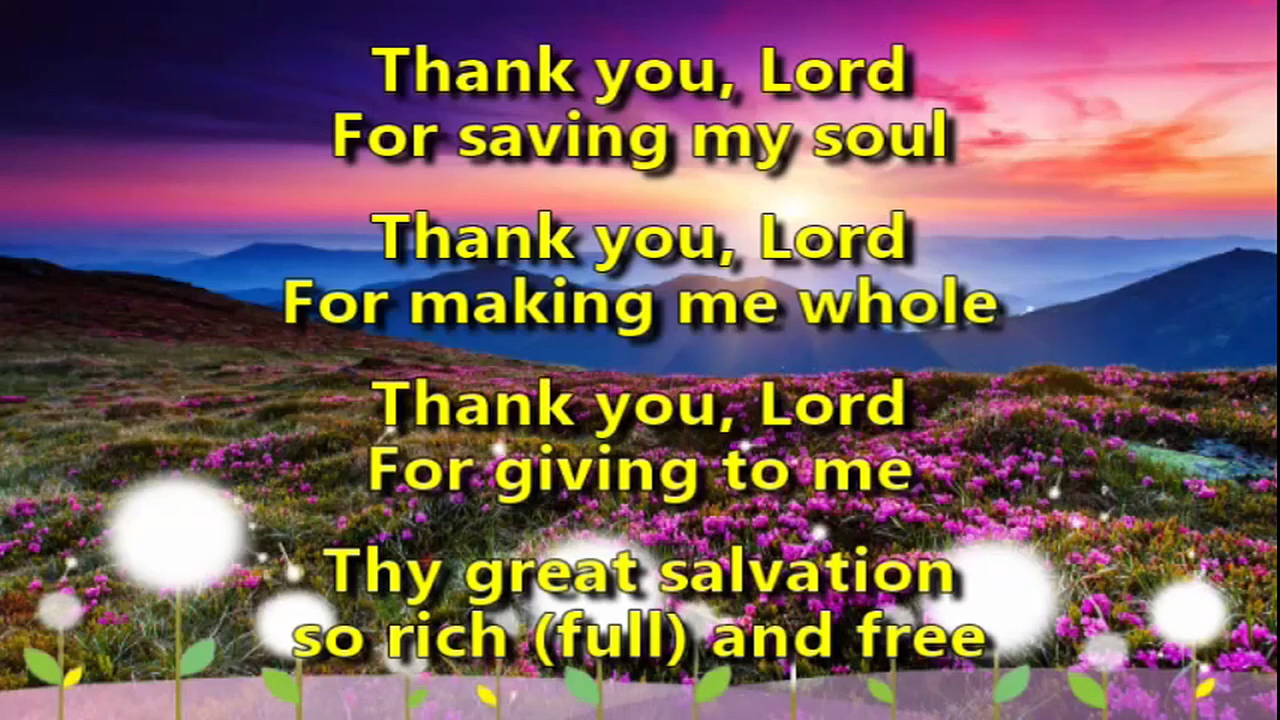 Thank you, Lord
For saving my soul
Thank you, Lord
For making me whole
Thank you, Lord
For giving to me
Thy great salvation
so rich (full) and free